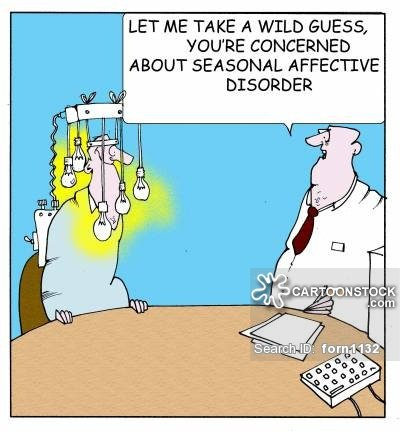 LET ME TAKE A WILD GUESS,
YOU'RE CONCERNED
ABOUT SEASONAL AFFECTIVE
DISORDER
CARTOONSTOCK
.com
Search ID: forn1132